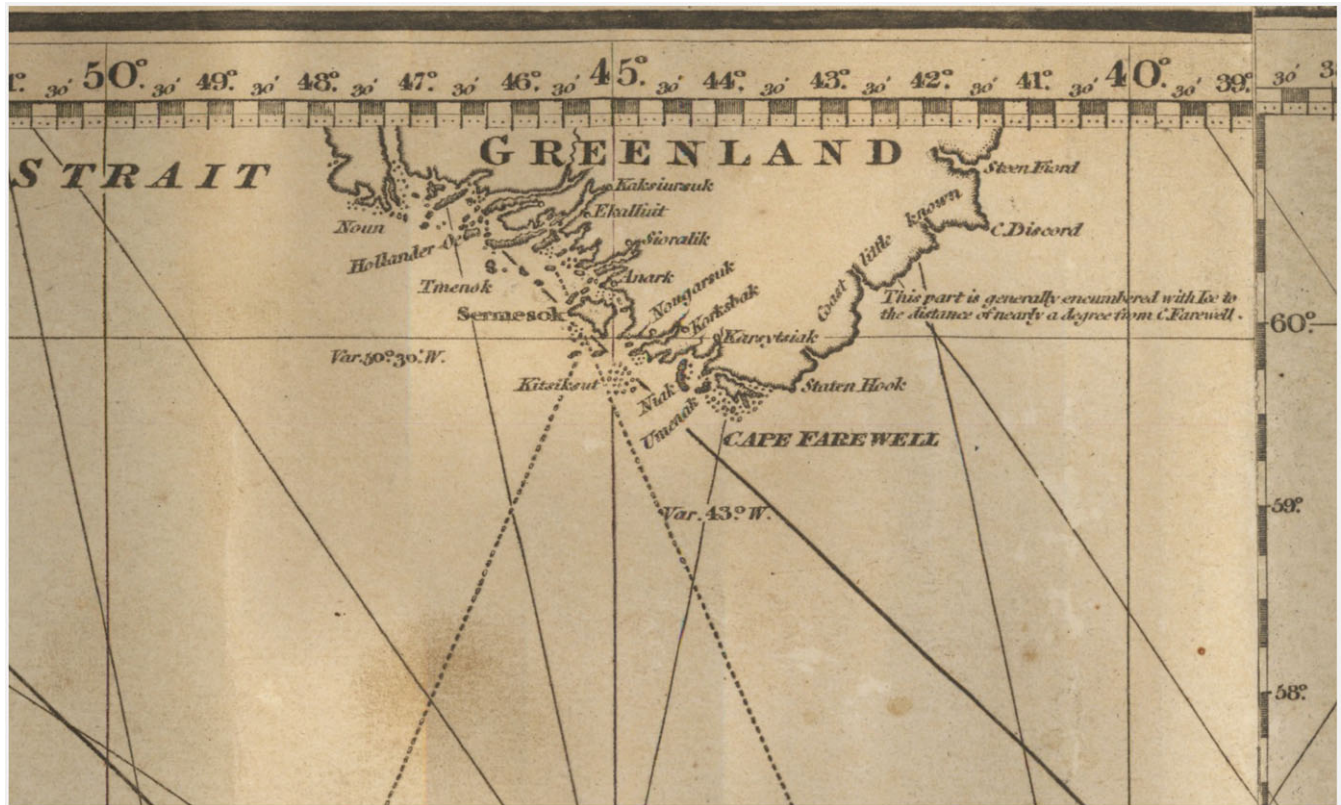 30′ 50°. 30′ 49°. 30′ 48°. 30′ 47°. 30′ 46°. 30′ 45°. 30′ 44°. 30′ 43°. 30′ 42°. 30′ 41°. 30′ 40°. 30′ 39° 30′
GREENLAND
STRAIT
Steen Fiord
Kaksiursuk
Ekalluit
Noun
Coast little known
C. Discord
Hollander
Sioralik
Anark
Tmenok
Nougarsuk
Korksbak
This part is generally encumbered with Ice to
the distance of nearly a degree from C. Farewell.
Sermesok
60°.
Karsytsiak
Var. 50° 30′. W.
Kitsiksut
Niak
Staten Hook
Umenak
CAPE FAREWELL
59°.
Var. 43° W.
58°.